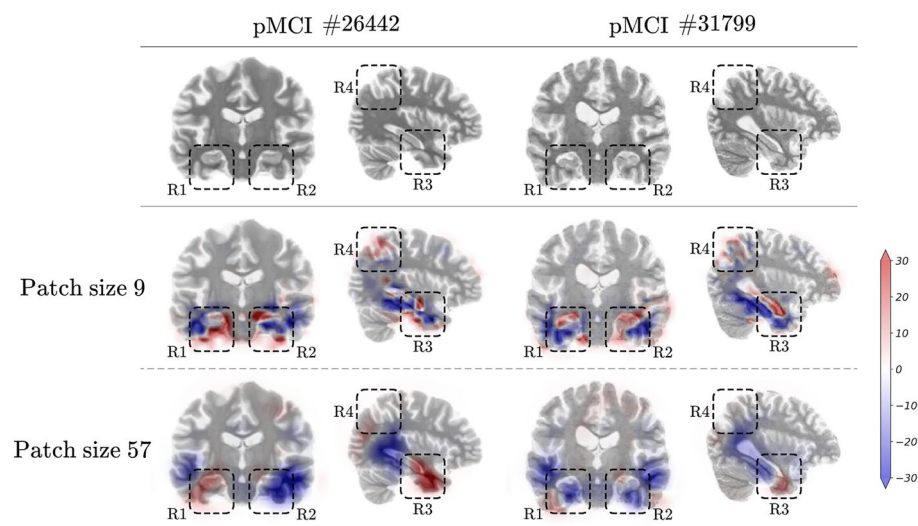 pMCI #26442 pMCI #31799
R4 R4
R1 R2 R3 R1 R2 R3
Patch size 9
R4 R4
R1 R2 R3 R1 R2 R3
Patch size 57
R4 R4
R1 R2 R3 R1 R2 R3
30
20
10
0
−10
−20
−30